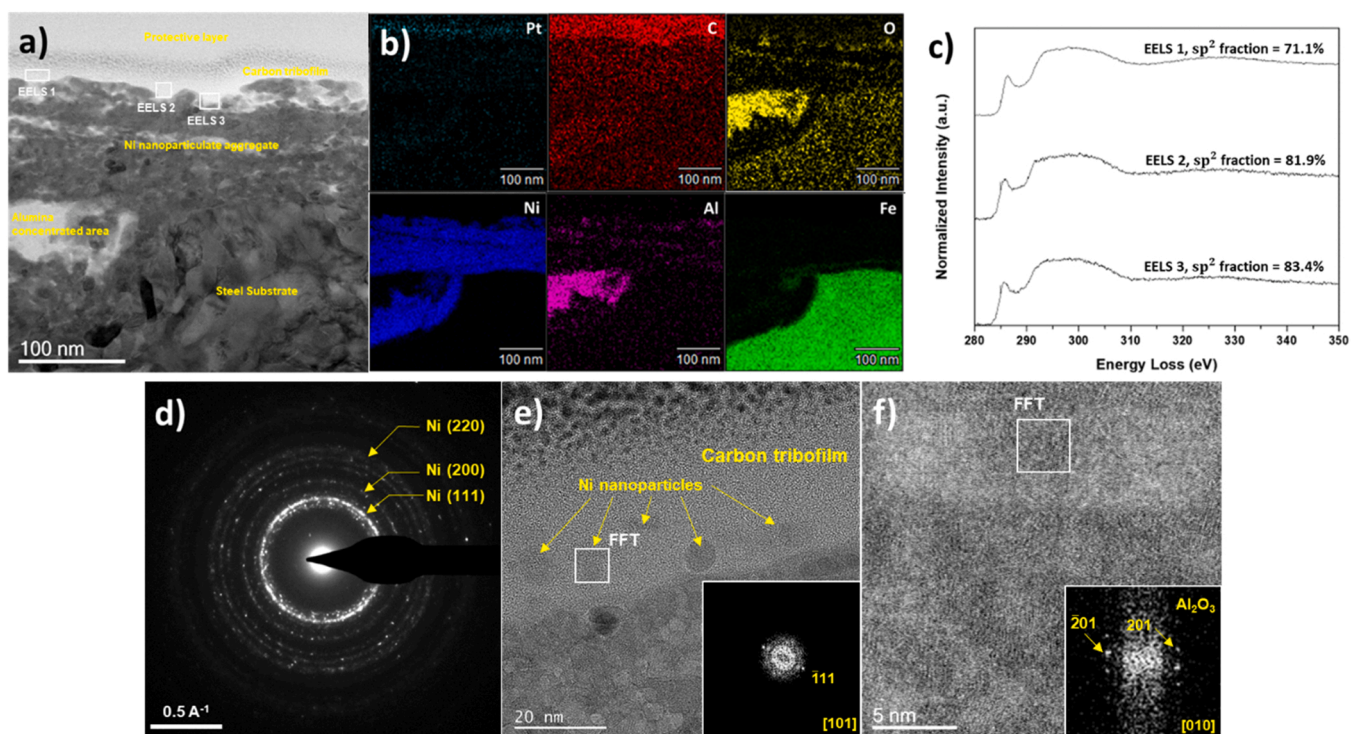 a)
Protective layer
Carbon tribofilm
EELS 1
EELS 2
EELS 3
Ni nanoparticulate aggregate
Alumina
concentrated area
Steel Substrate
100 nm
b)
Pt
100 nm
C
100 nm
O
100 nm
Ni
100 nm
Al
100 nm
Fe
100 nm
c)
Normalized Intensity (a.u.)
EELS 1, sp² fraction = 71.1%
EELS 2, sp² fraction = 81.9%
EELS 3, sp² fraction = 83.4%
280 290 300 310 320 330 340 350
Energy Loss (eV)
d)
Ni (220)
Ni (200)
Ni (111)
0.5 A⁻¹
e)
Carbon tribofilm
Ni nanoparticles
FFT
20 nm
1̄11
[101]
f)
FFT
5 nm
Al₂O₃
2̄01
201
[010]